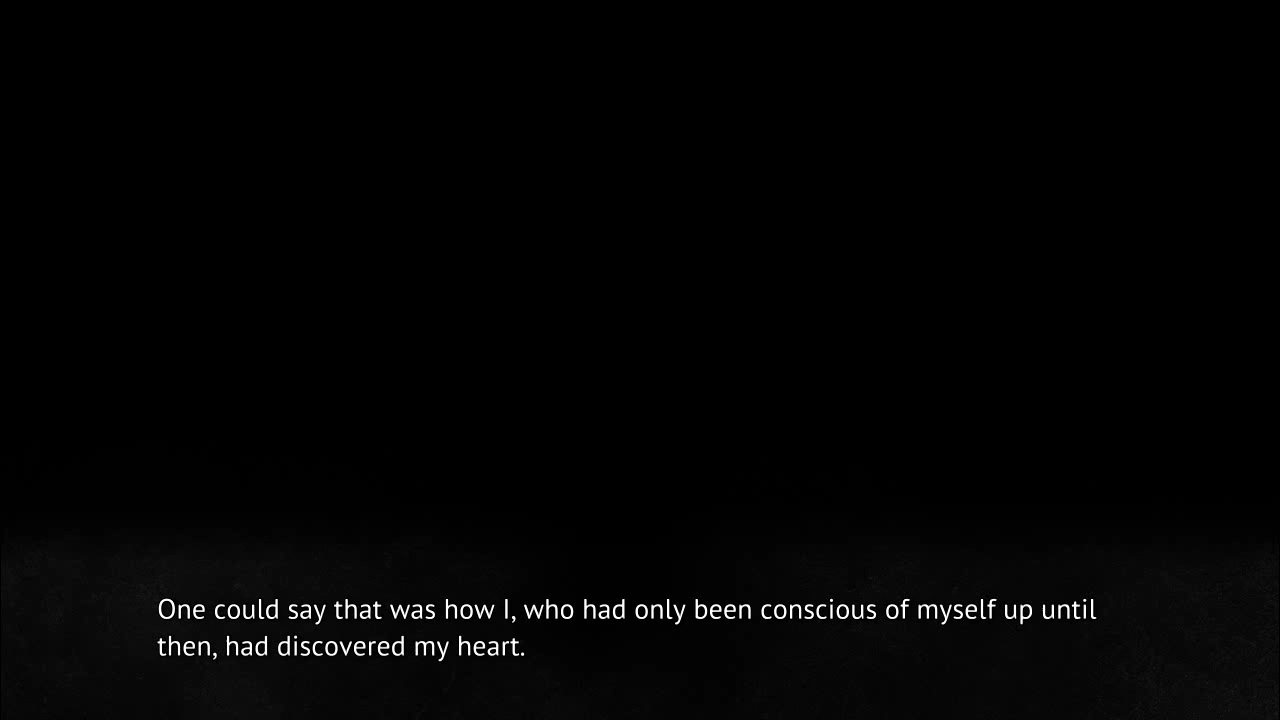 One could say that was how I, who had only been conscious of myself up until
then, had discovered my heart.